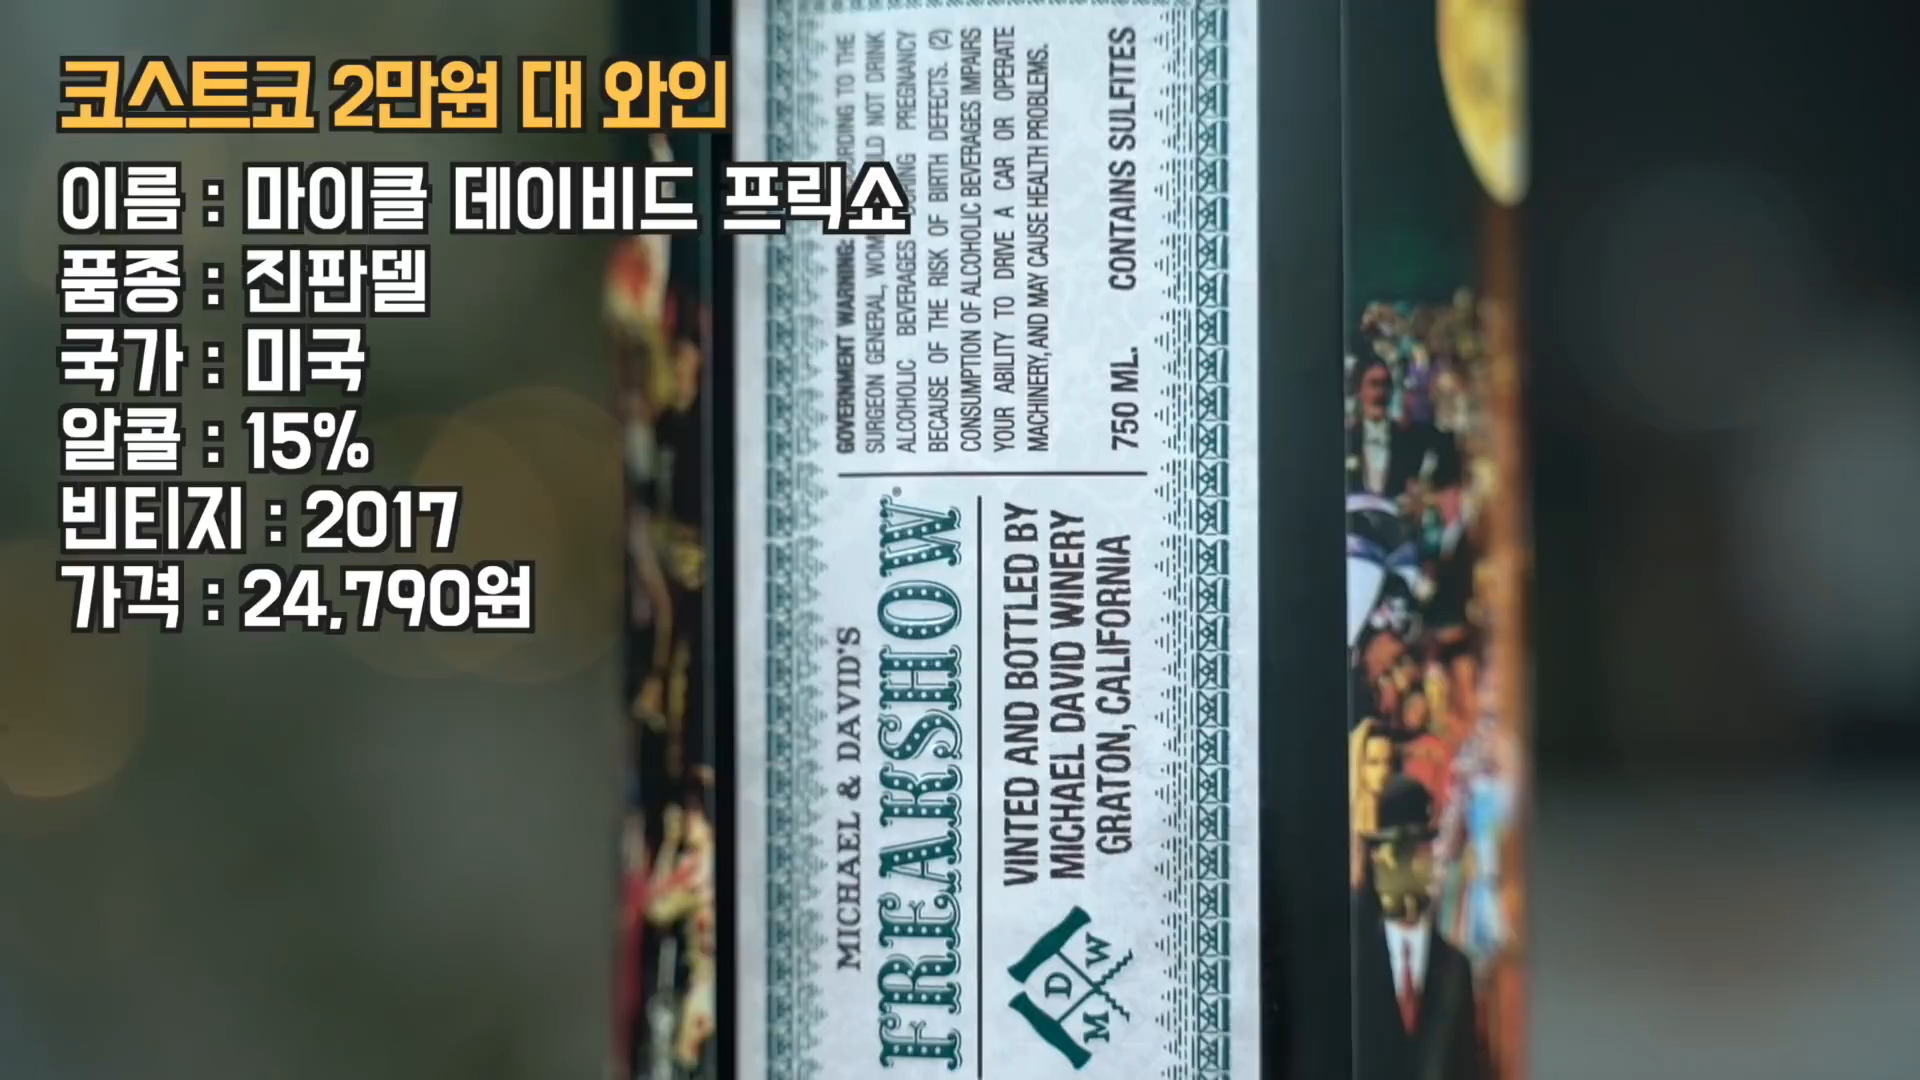 코스트코 2만원 대 와인
이름 : 마이클 데이비드 프릭쇼
품종 : 진판델
국가 : 미국
알콜 : 15%
빈티지 : 2017
가격 : 24,790원
GOVERNMENT WARNING: THE
SURGEON GENERAL, NOT DRINK
ALCOHOLIC BEVERAGES PREGNANCY
BECAUSE OF THE RISK OF BIRTH DEFECTS. (2)
CONSUMPTION OF ALCOHOLIC BEVERAGES IMPAIRS
YOUR ABILITY TO DRIVE A CAR OR OPERATE
MACHINERY, AND MAY CAUSE HEALTH PROBLEMS.
750 ML. CONTAINS SULFITES
MICHAEL & DAVID'S
FREAKSHOW®
VINTED AND BOTTLED BY
MICHAEL DAVID WINERY
GRATON, CALIFORNIA
M D W